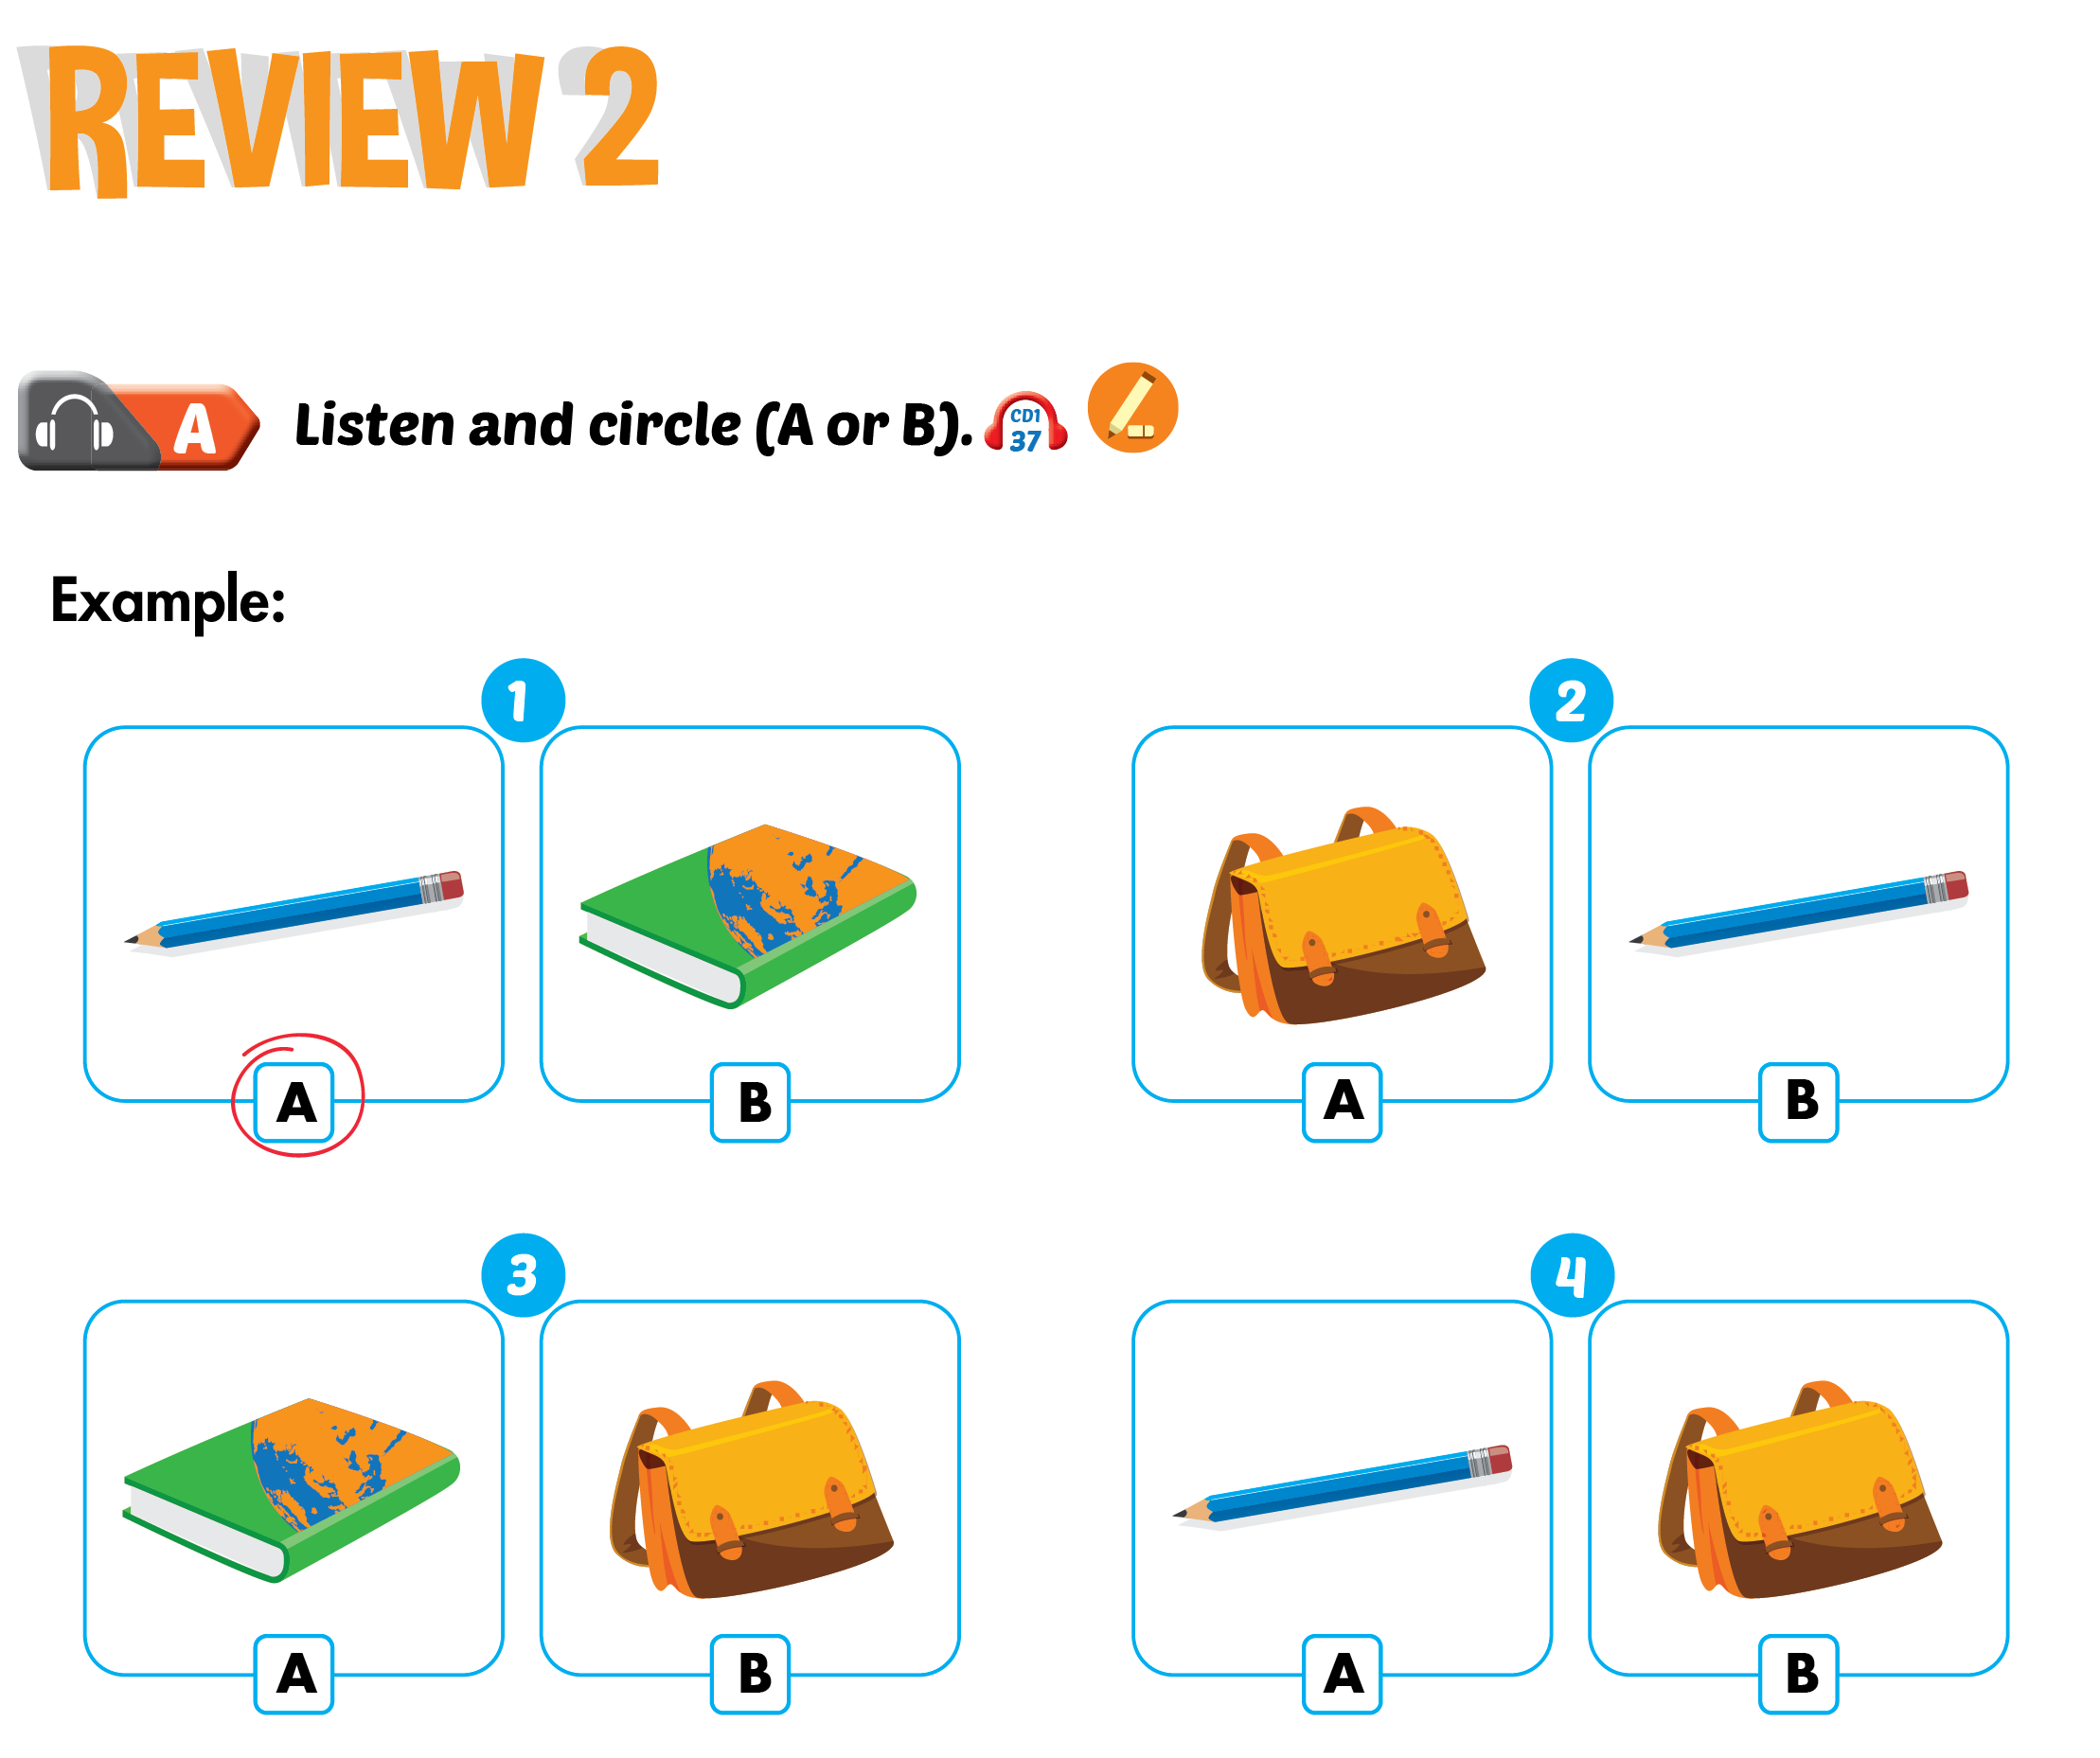 REVIEW 2
A Listen and circle (A or B). CD1 37
Example:
1 2
A B A B
3 4
A B A B